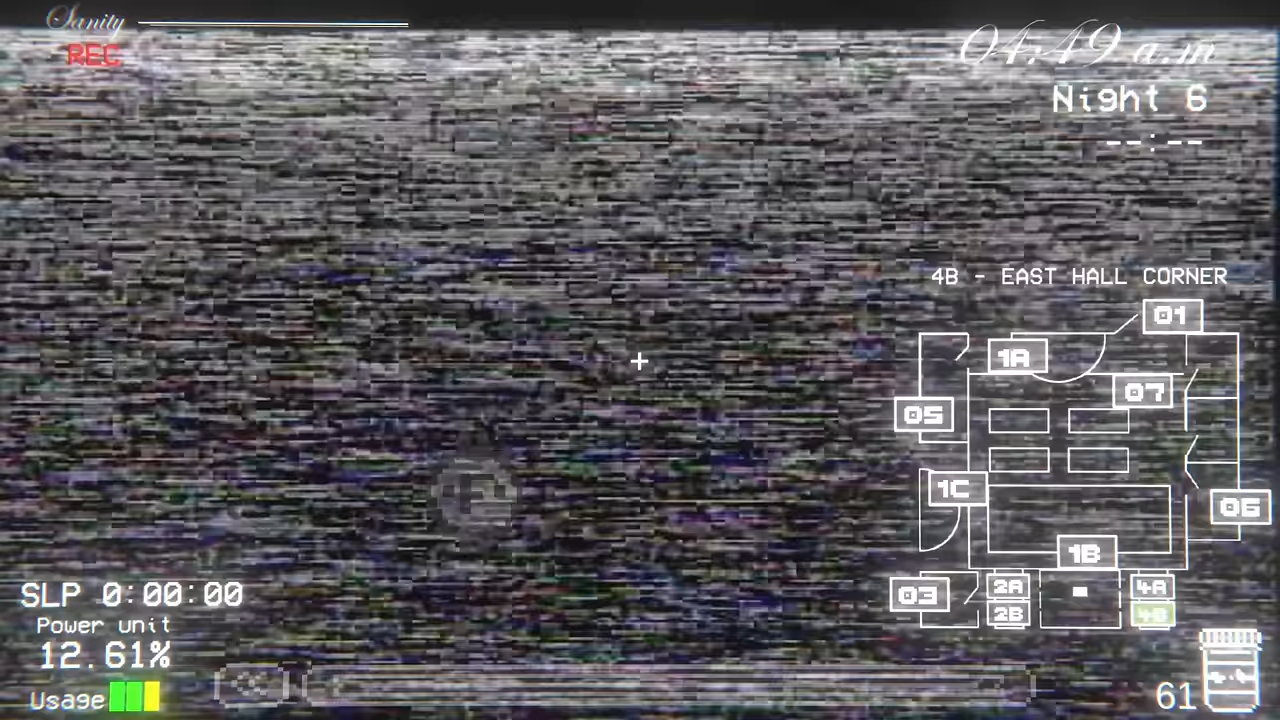 Sanity
REC
04:49 a.m
Night 6
--:--
4B - EAST HALL CORNER
01
1A
07
05
1C
06
1B
03
2A
4A
2B
4B
SLP 0:00:00
Power unit
12.61%
Usage
61